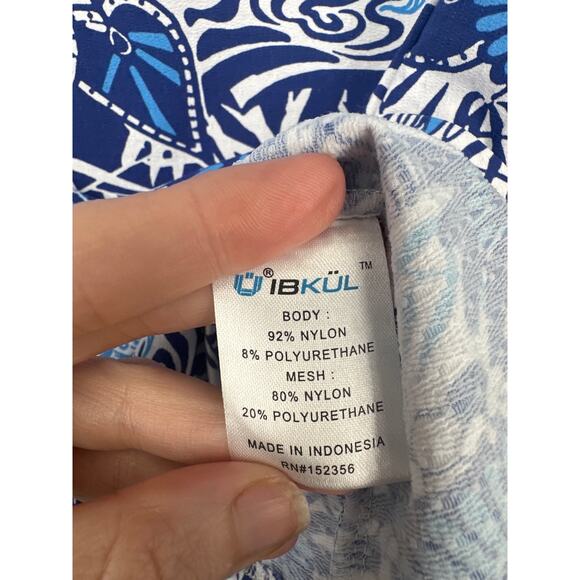 ® IBKÜL™
BODY :
92% NYLON
8% POLYURETHANE
MESH :
80% NYLON
20% POLYURETHANE
MADE IN INDONESIA
RN#152356